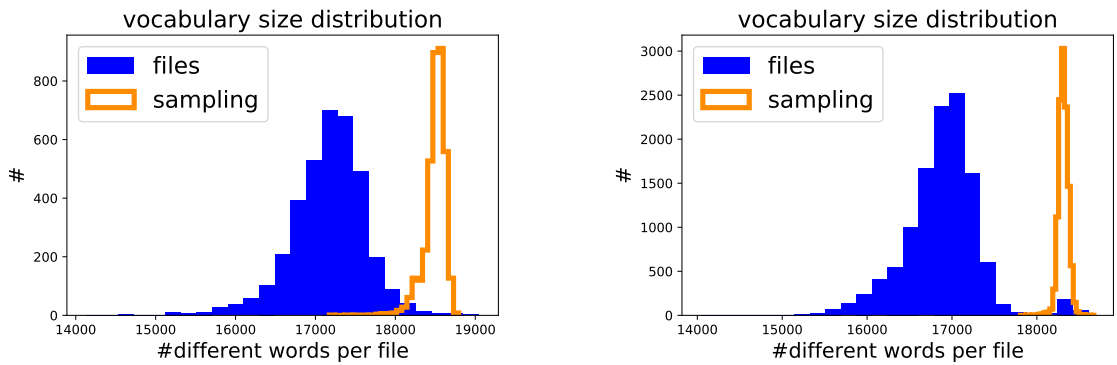 vocabulary size distribution
files
sampling
800
600
400
200
0
#
14000 15000 16000 17000 18000 19000
#different words per file
vocabulary size distribution
files
sampling
3000
2500
2000
1500
1000
500
0
#
14000 15000 16000 17000 18000
#different words per file